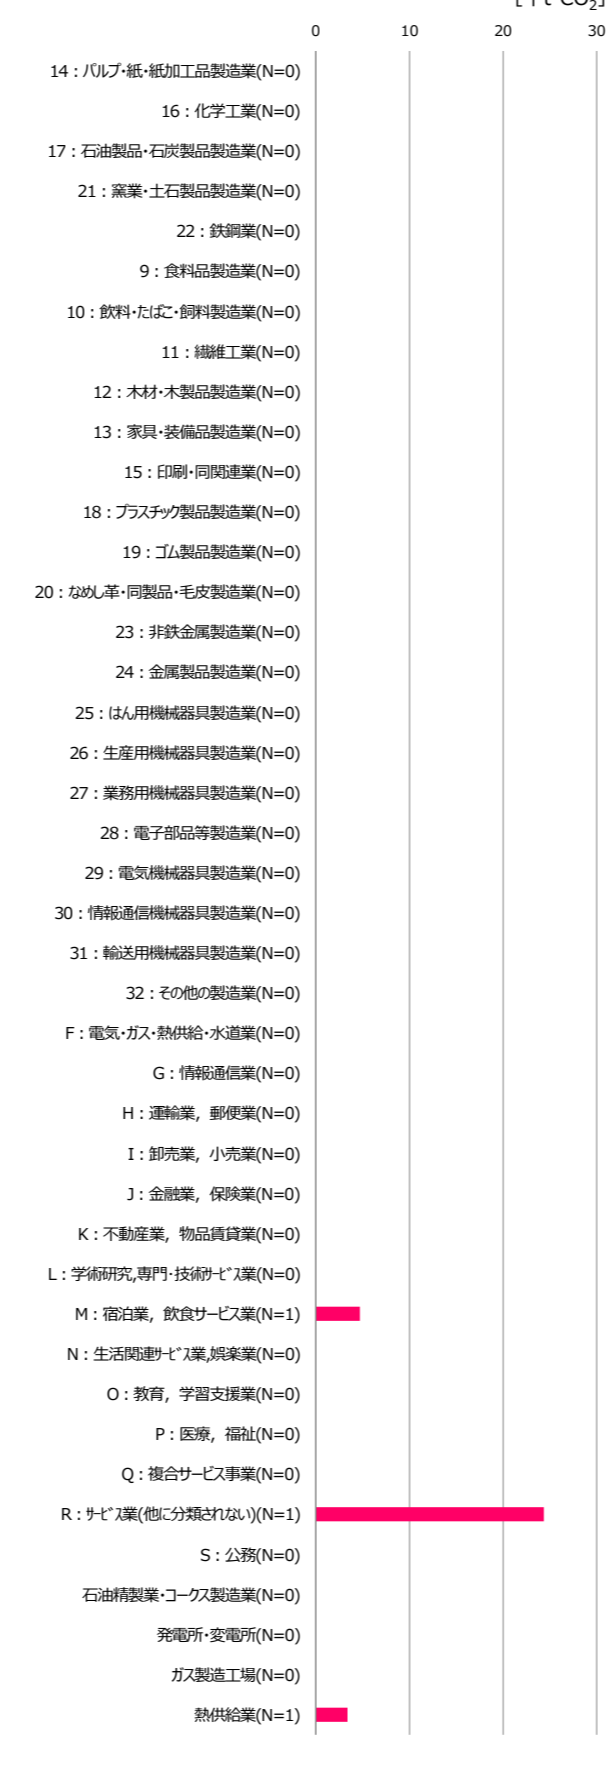 0 10 20 30
14：パルプ・紙・紙加工品製造業(N=0)
16：化学工業(N=0)
17：石油製品・石炭製品製造業(N=0)
21：窯業・土石製品製造業(N=0)
22：鉄鋼業(N=0)
9：食料品製造業(N=0)
10：飲料・たばこ・飼料製造業(N=0)
11：繊維工業(N=0)
12：木材・木製品製造業(N=0)
13：家具・装備品製造業(N=0)
15：印刷・同関連業(N=0)
18：プラスチック製品製造業(N=0)
19：ゴム製品製造業(N=0)
20：なめし革・同製品・毛皮製造業(N=0)
23：非鉄金属製造業(N=0)
24：金属製品製造業(N=0)
25：はん用機械器具製造業(N=0)
26：生産用機械器具製造業(N=0)
27：業務用機械器具製造業(N=0)
28：電子部品等製造業(N=0)
29：電気機械器具製造業(N=0)
30：情報通信機械器具製造業(N=0)
31：輸送用機械器具製造業(N=0)
32：その他の製造業(N=0)
F：電気・ガス・熱供給・水道業(N=0)
G：情報通信業(N=0)
H：運輸業，郵便業(N=0)
I：卸売業，小売業(N=0)
J：金融業，保険業(N=0)
K：不動産業，物品賃貸業(N=0)
L：学術研究,専門・技術ｻｰﾋﾞｽ業(N=0)
M：宿泊業，飲食サービス業(N=1)
N：生活関連ｻｰﾋﾞｽ業,娯楽業(N=0)
O：教育，学習支援業(N=0)
P：医療，福祉(N=0)
Q：複合サービス事業(N=0)
R：ｻｰﾋﾞｽ業(他に分類されない)(N=1)
S：公務(N=0)
石油精製業・コークス製造業(N=0)
発電所・変電所(N=0)
ガス製造工場(N=0)
熱供給業(N=1)